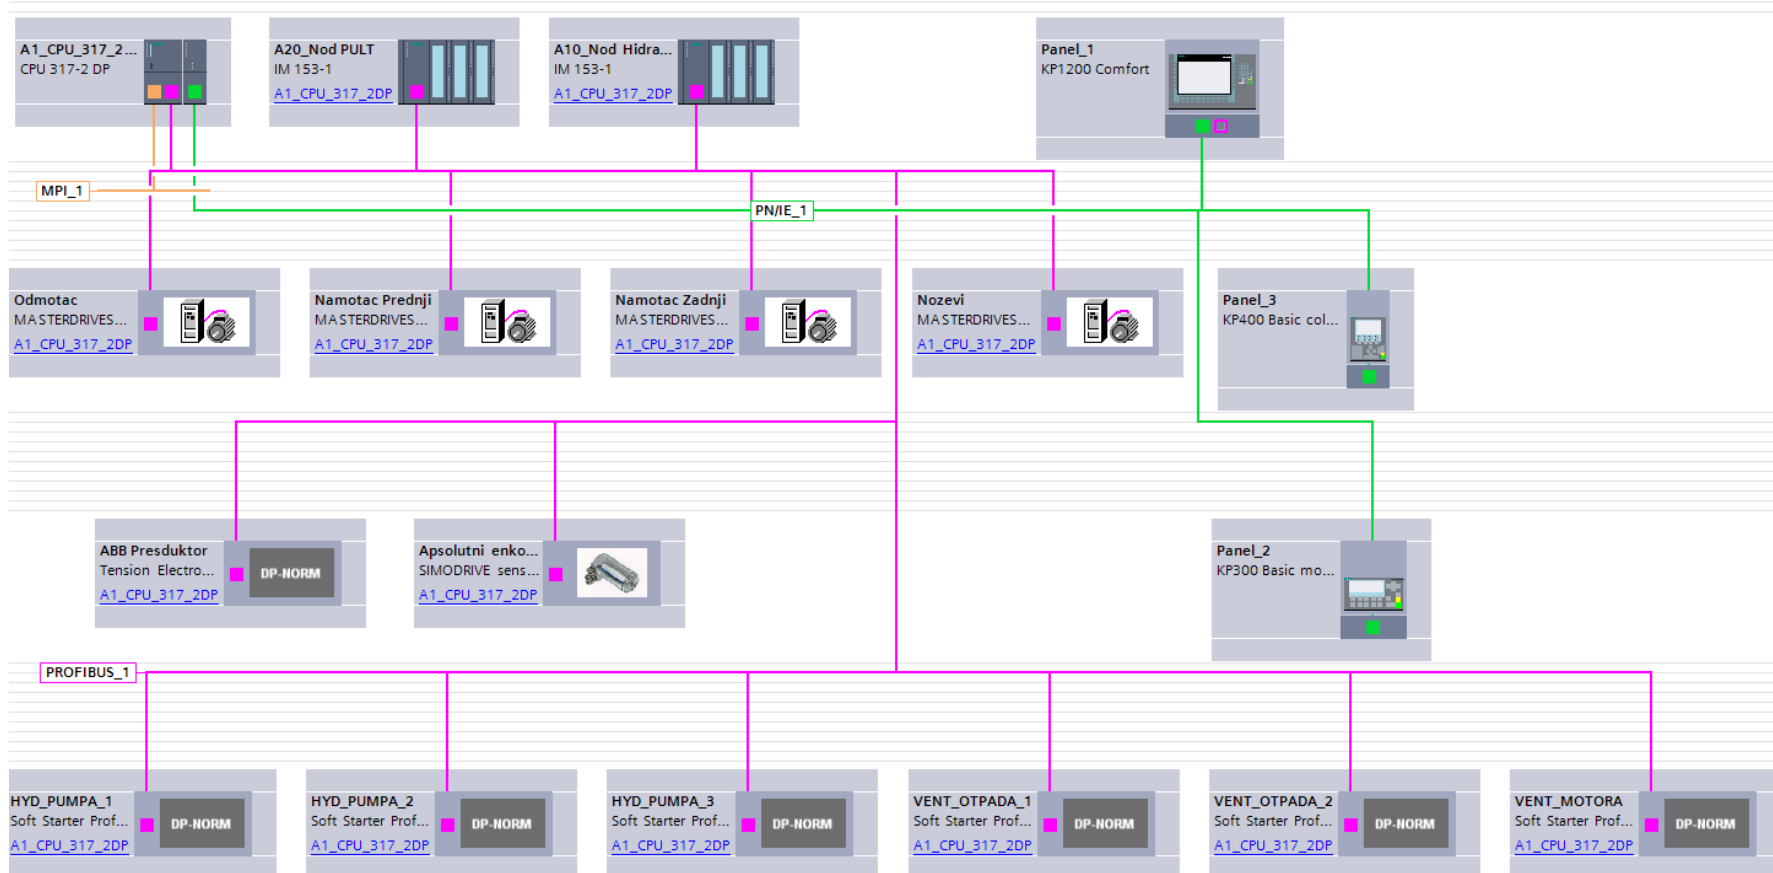 A1_CPU_317_2...
CPU 317-2 DP
A20_Nod PULT
IM 153-1
A1_CPU_317_2DP
A10_Nod Hidra...
IM 153-1
A1_CPU_317_2DP
Panel_1
KP1200 Comfort
MPI_1
PN/IE_1
Odmotac
MASTERDRIVES...
A1_CPU_317_2DP
Namotac Prednji
MASTERDRIVES...
A1_CPU_317_2DP
Namotac Zadnji
MASTERDRIVES...
A1_CPU_317_2DP
Nozevi
MASTERDRIVES...
A1_CPU_317_2DP
Panel_3
KP400 Basic col...
ABB Presduktor
Tension Electro...
A1_CPU_317_2DP
DP-NORM
Apsolutni enko...
SIMODRIVE sens...
A1_CPU_317_2DP
Panel_2
KP300 Basic mo...
PROFIBUS_1
HYD_PUMPA_1
Soft Starter Prof...
A1_CPU_317_2DP
DP-NORM
HYD_PUMPA_2
Soft Starter Prof...
A1_CPU_317_2DP
DP-NORM
HYD_PUMPA_3
Soft Starter Prof...
A1_CPU_317_2DP
DP-NORM
VENT_OTPADA_1
Soft Starter Prof...
A1_CPU_317_2DP
DP-NORM
VENT_OTPADA_2
Soft Starter Prof...
A1_CPU_317_2DP
DP-NORM
VENT_MOTORA
Soft Starter Prof...
A1_CPU_317_2DP
DP-NORM